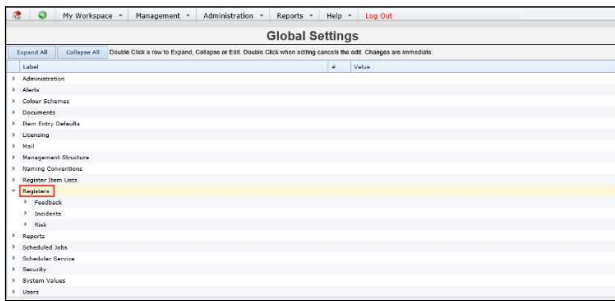 My Workspace Management Administration Reports Help Log Out
Global Settings
Expand All Collapse All Double Click a row to Expand, Collapse or Edit. Double Click when editing cancels the edit. Changes are immediate.
Label # Value
Administration
Alerts
Colour Schemes
Documents
Item Entry Defaults
Licensing
Mail
Management Structure
Naming Conventions
Register Item Lists
Registers
Feedback
Incidents
Risk
Reports
Scheduled Jobs
Scheduler Service
Security
System Values
Users